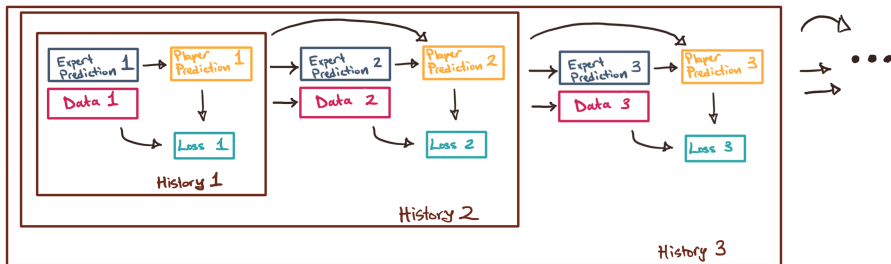 Expert
Prediction 1
Player
Prediction 1
Data 1
Loss 1
History 1
Expert
Prediction 2
Player
Prediction 2
Data 2
Loss 2
History 2
Expert
Prediction 3
Player
Prediction 3
Data 3
Loss 3
History 3
...